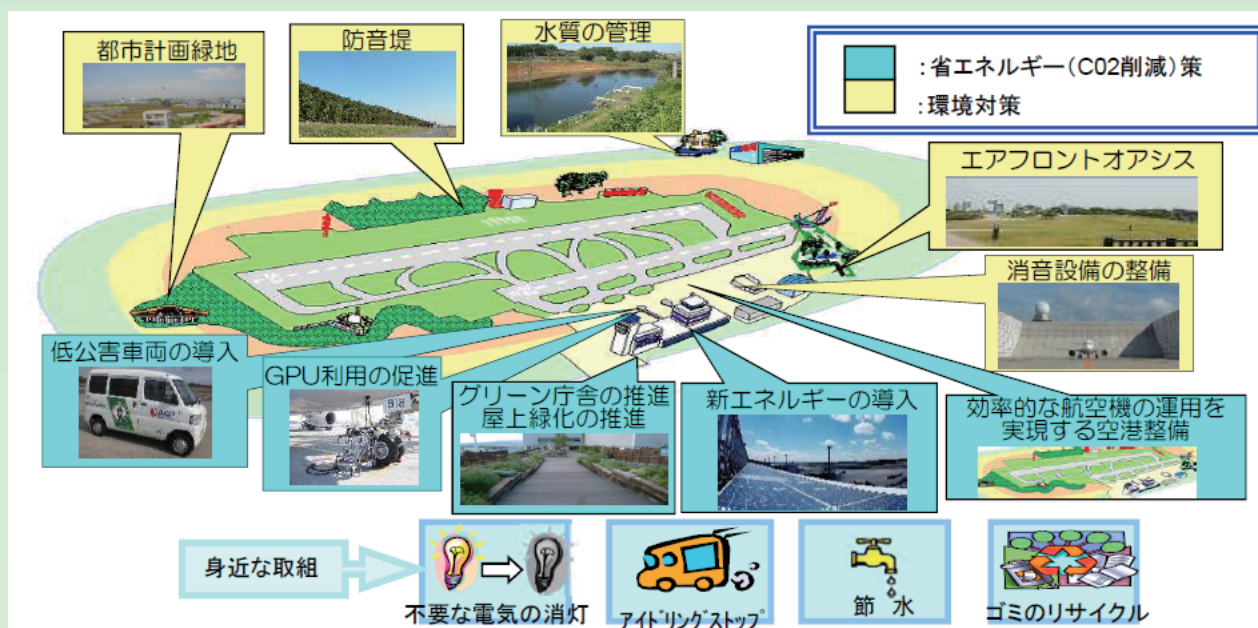 都市計画緑地
防音堤
水質の管理
:省エネルギー(C02削減)策
:環境対策
エアフロントオアシス
消音設備の整備
低公害車両の導入
GPU利用の促進
グリーン庁舎の推進
屋上緑化の推進
新エネルギーの導入
効率的な航空機の運用を
実現する空港整備
身近な取組
不要な電気の消灯
アイドリングストップ
節 水
ゴミのリサイクル